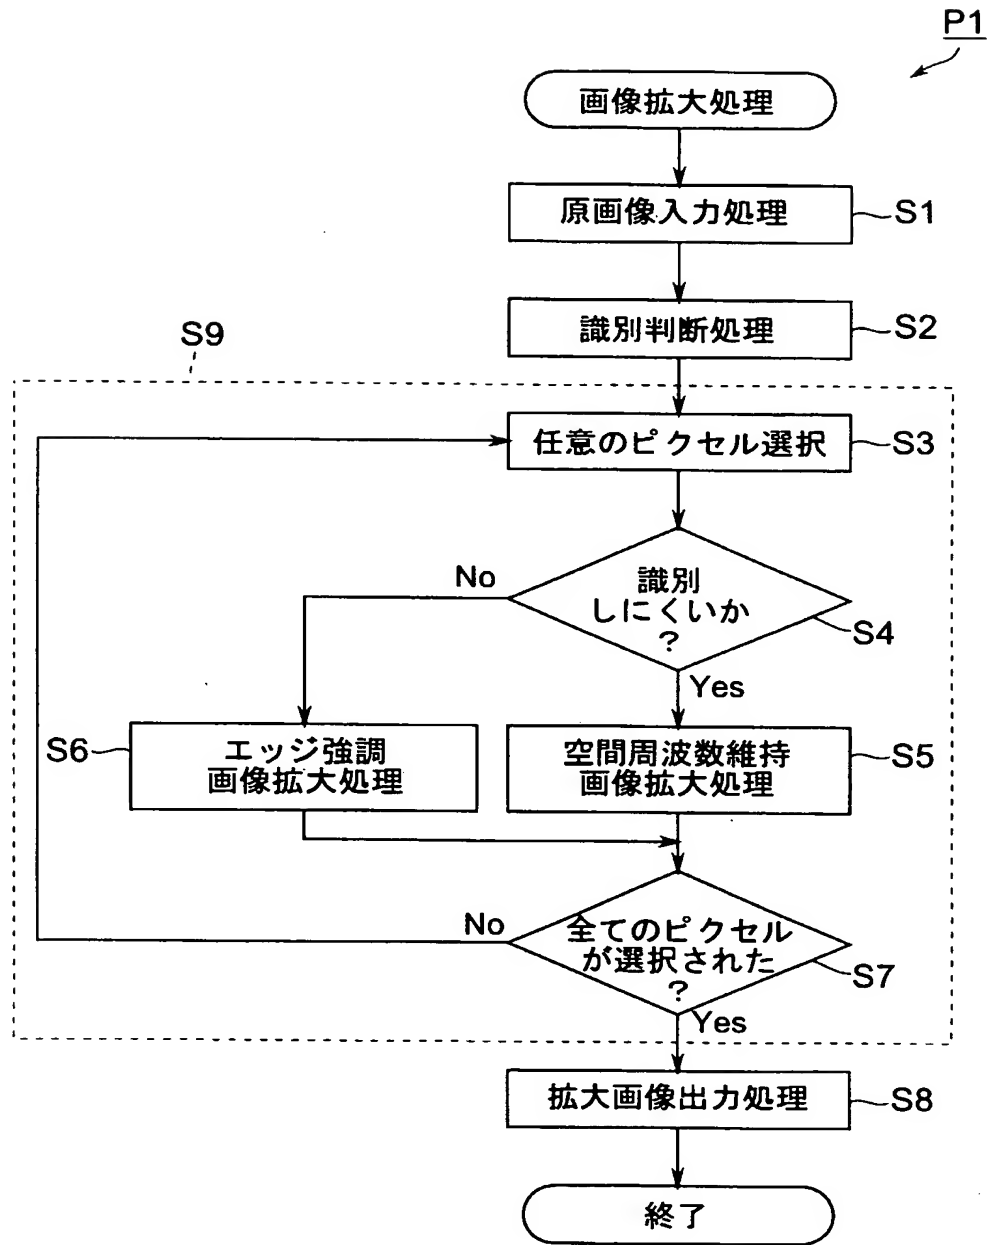 P1
画像拡大処理
原画像入力処理
S1
識別判断処理
S2
S9
任意のピクセル選択
S3
No
識別
しにくいか
?
S4
Yes
S6
エッジ強調
画像拡大処理
空間周波数維持
画像拡大処理
S5
No
全てのピクセル
が選択された
?
S7
Yes
拡大画像出力処理
S8
終了